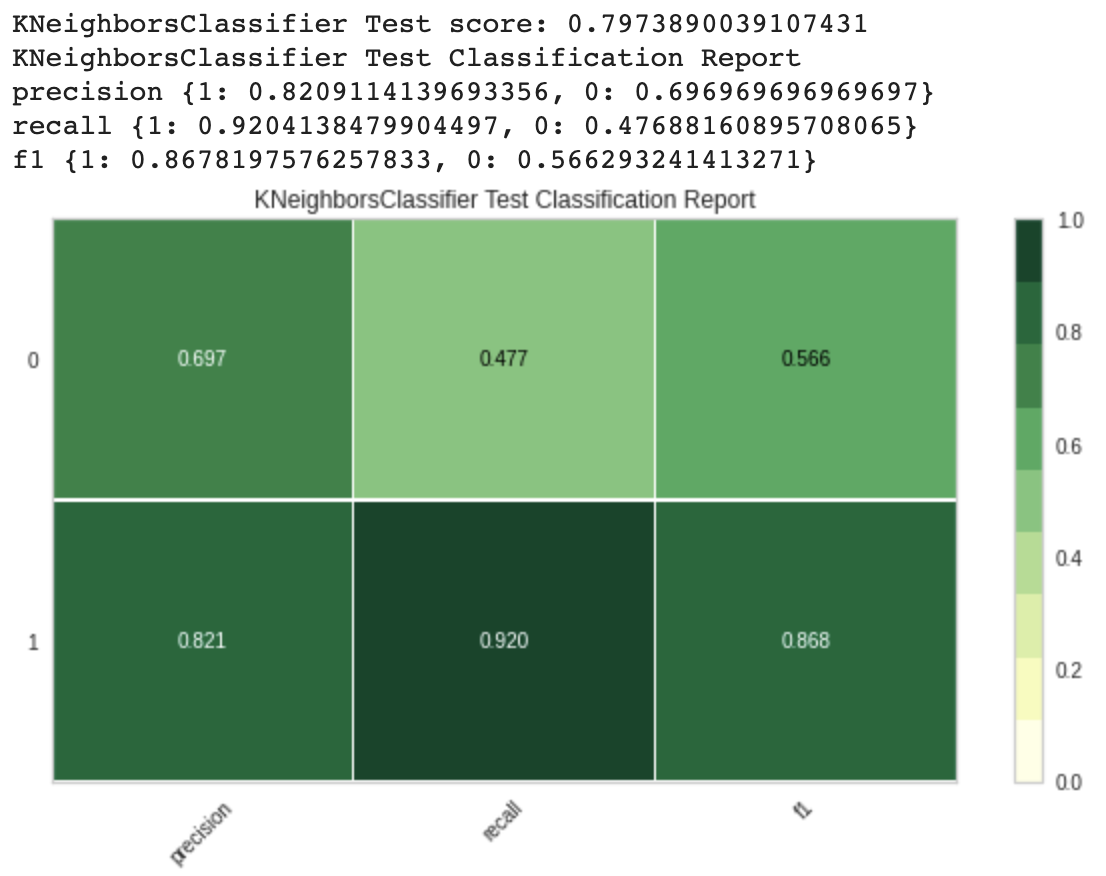 KNeighborsClassifier Test score: 0.7973890039107431
KNeighborsClassifier Test Classification Report
precision {1: 0.8209114139693356, 0: 0.696969696969697}
recall {1: 0.9204138479904497, 0: 0.47688160895708065}
f1 {1: 0.8678197576257833, 0: 0.566293241413271}
KNeighborsClassifier Test Classification Report
1.0
0.8
0.6
0.4
0.2
0.0
0
0.697
0.477
0.566
1
0.821
0.920
0.868
precision
recall
f1